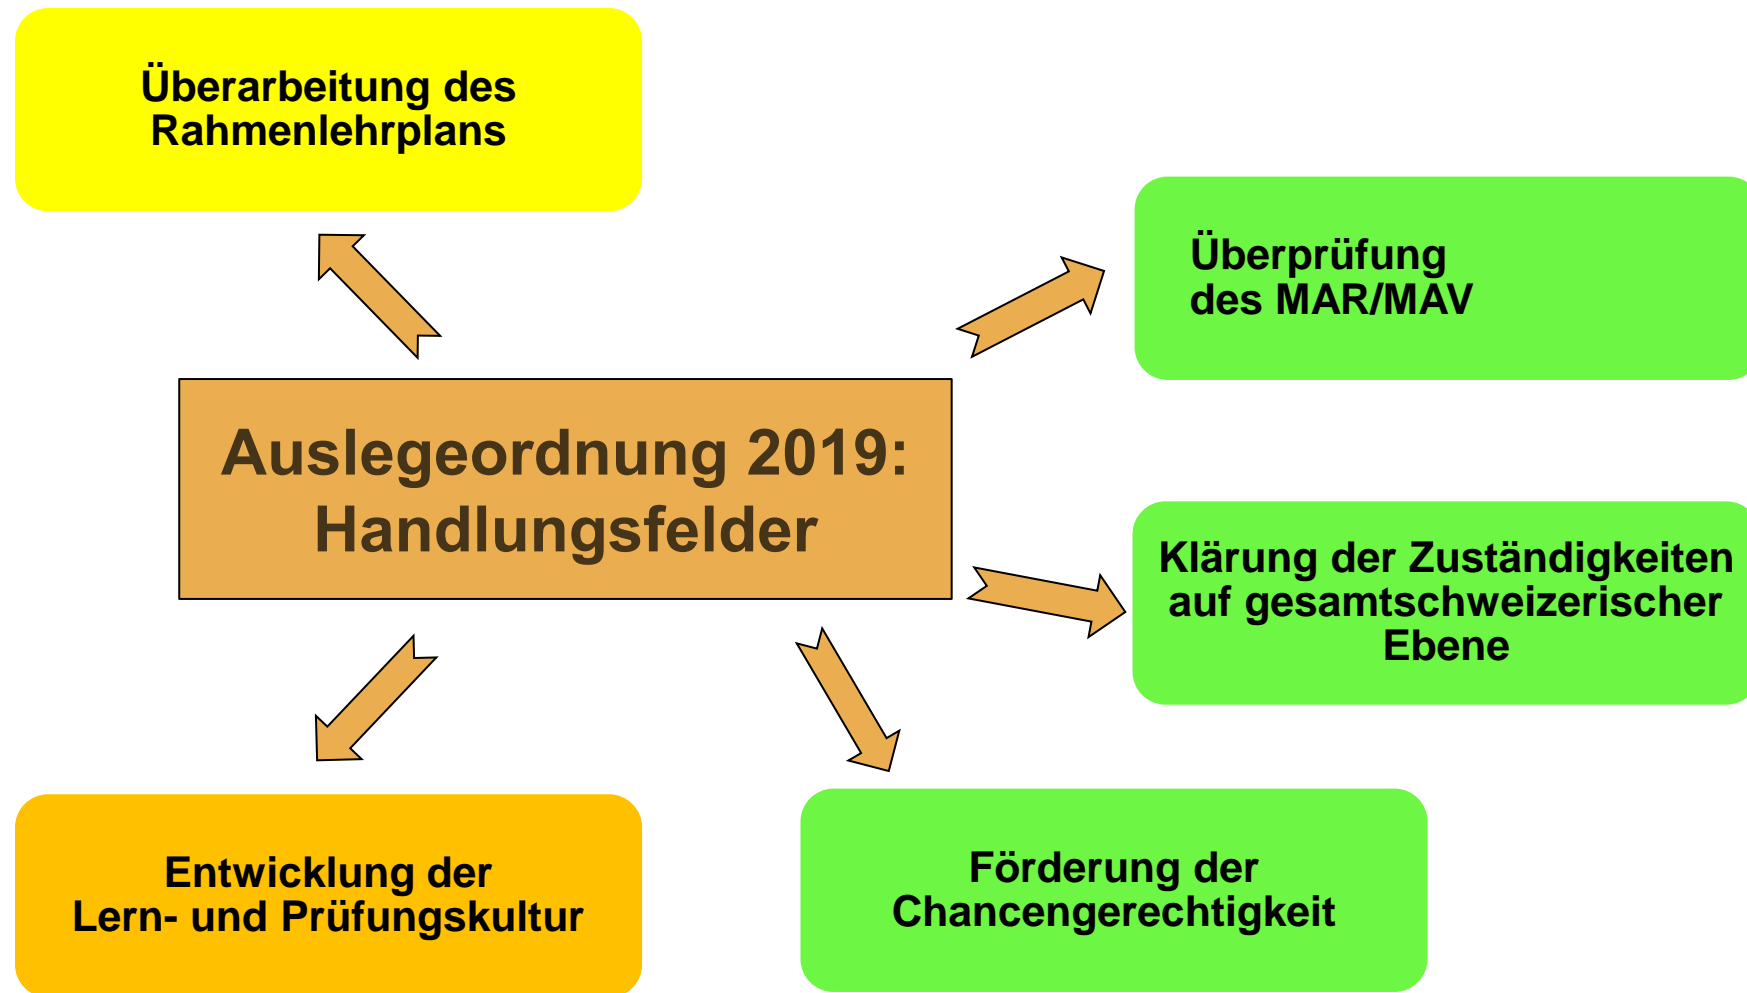 Überarbeitung des
Rahmenlehrplans
Überprüfung
des MAR/MAV
Auslegeordnung 2019:
Handlungsfelder
Klärung der Zuständigkeiten
auf gesamtschweizerischer
Ebene
Entwicklung der
Lern- und Prüfungskultur
Förderung der
Chancengerechtigkeit